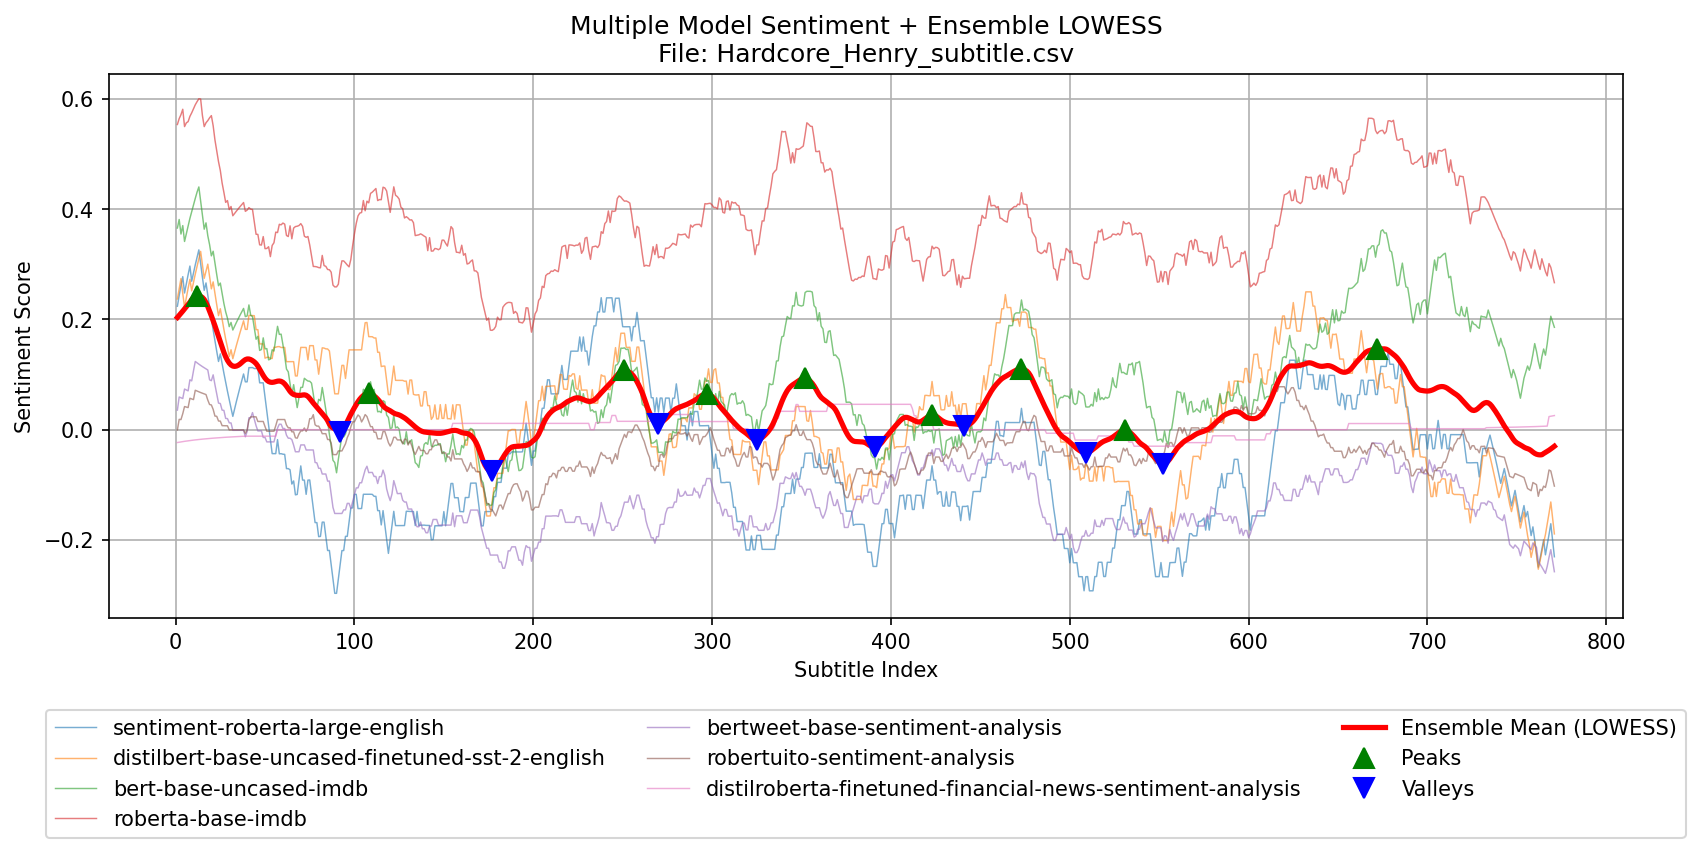 Multiple Model Sentiment + Ensemble LOWESS
File: Hardcore_Henry_subtitle.csv
Sentiment Score
0.6
0.4
0.2
0.0
−0.2
0
100
200
300
400
500
600
700
800
Subtitle Index
sentiment-roberta-large-english
distilbert-base-uncased-finetuned-sst-2-english
bert-base-uncased-imdb
roberta-base-imdb
bertweet-base-sentiment-analysis
robertuito-sentiment-analysis
distilroberta-finetuned-financial-news-sentiment-analysis
Ensemble Mean (LOWESS)
Peaks
Valleys